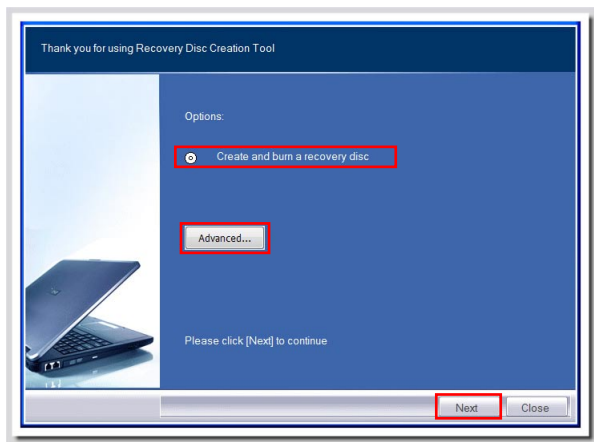 Thank you for using Recovery Disc Creation Tool
Options:
Create and burn a recovery disc
Advanced...
Please click [Next] to continue
Next Close